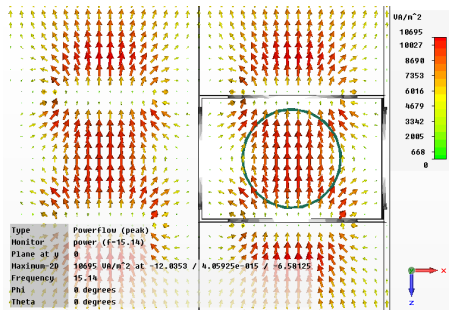 VA/m^2
10695
10027
8690
7353
6016
4679
3342
2005
668
0
Type Powerflow (peak)
Monitor power (f=15.14)
Plane at y 0
Maximum-2D 10695 VA/m^2 at -12.0353 / 4.05925e-015 / -6.50125
Frequency 15.14
Phi 0 degrees
Theta 0 degrees
x
z